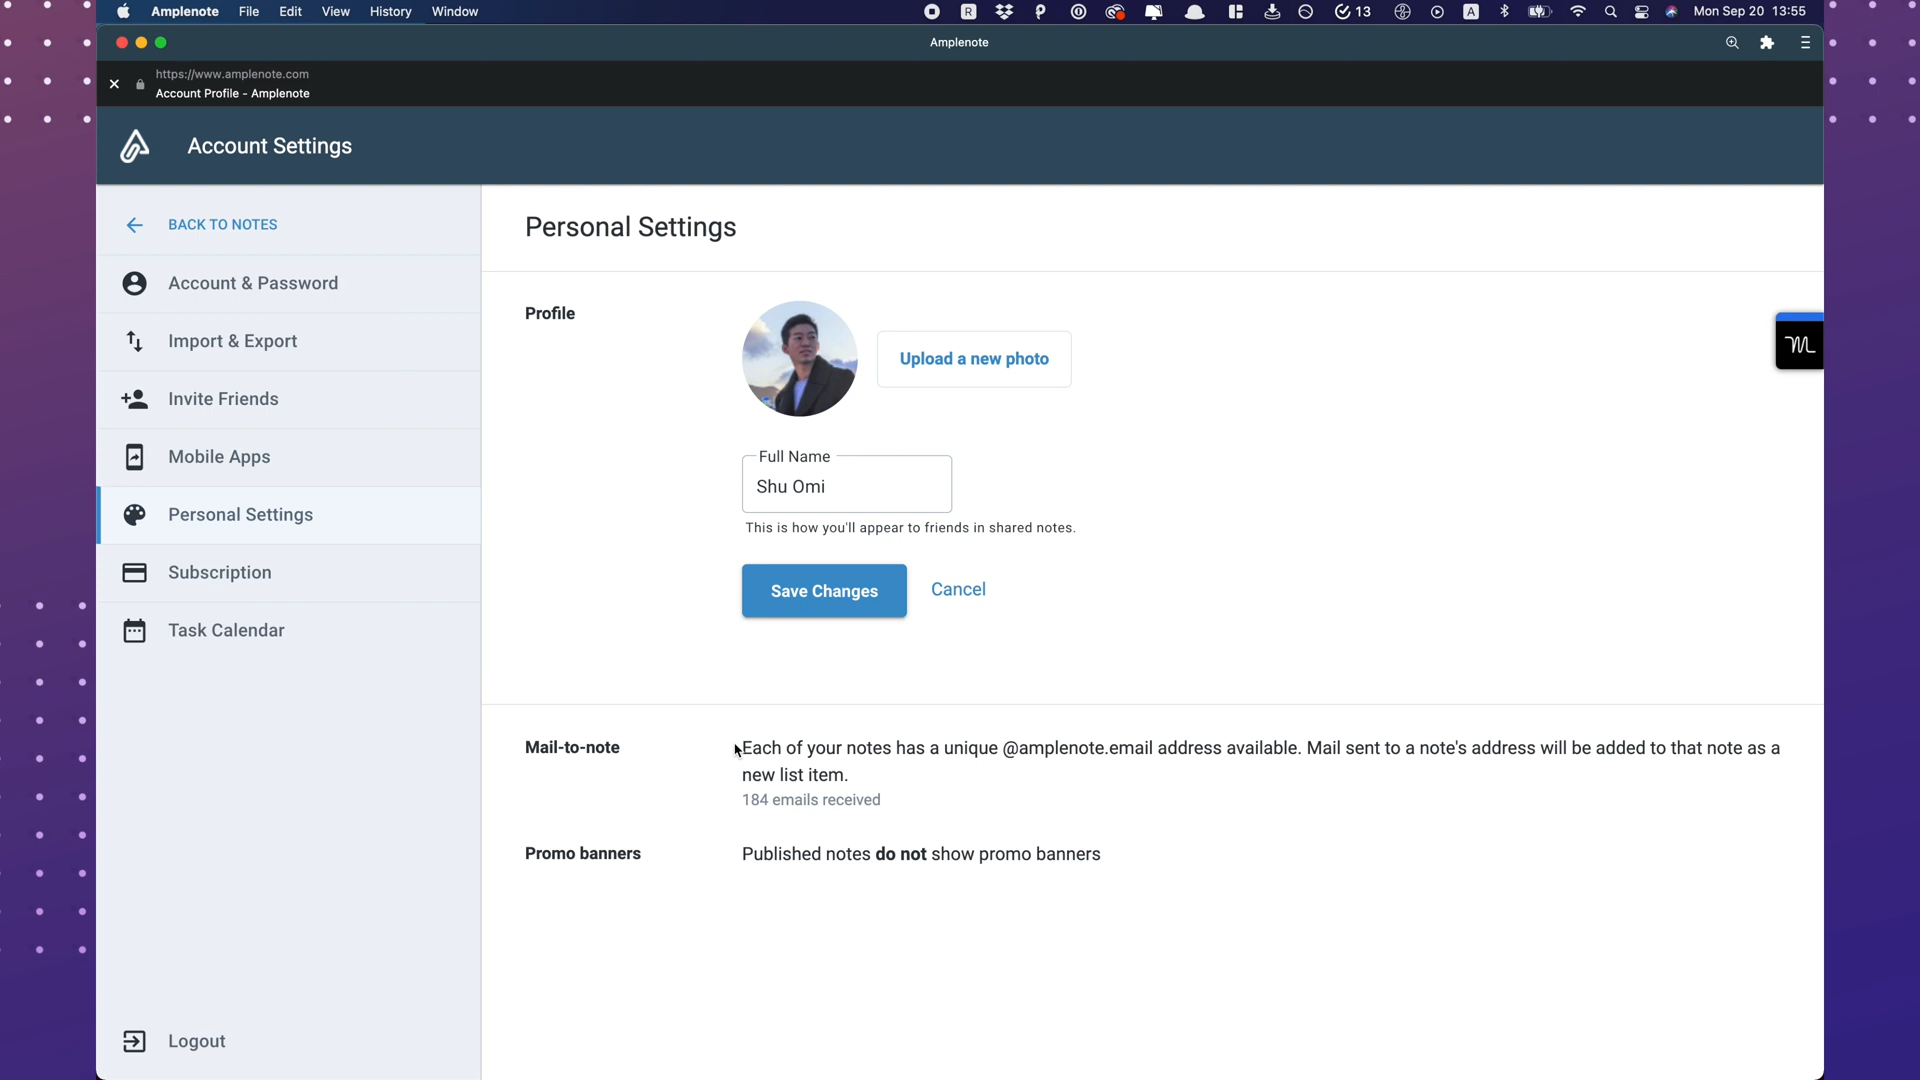 Amplenote File Edit View History Window 13 A Mon Sep 20 13:55
Amplenote
https://www.amplenote.com
Account Profile - Amplenote
Account Settings
BACK TO NOTES
Account & Password
Import & Export
Invite Friends
Mobile Apps
Personal Settings
Subscription
Task Calendar
Logout
Personal Settings
Profile
Upload a new photo
Full Name
Shu Omi
This is how you'll appear to friends in shared notes.
Save Changes Cancel
Mail-to-note
Each of your notes has a unique @amplenote.email address available. Mail sent to a note's address will be added to that note as a
new list item.
184 emails received
Promo banners
Published notes do not show promo banners